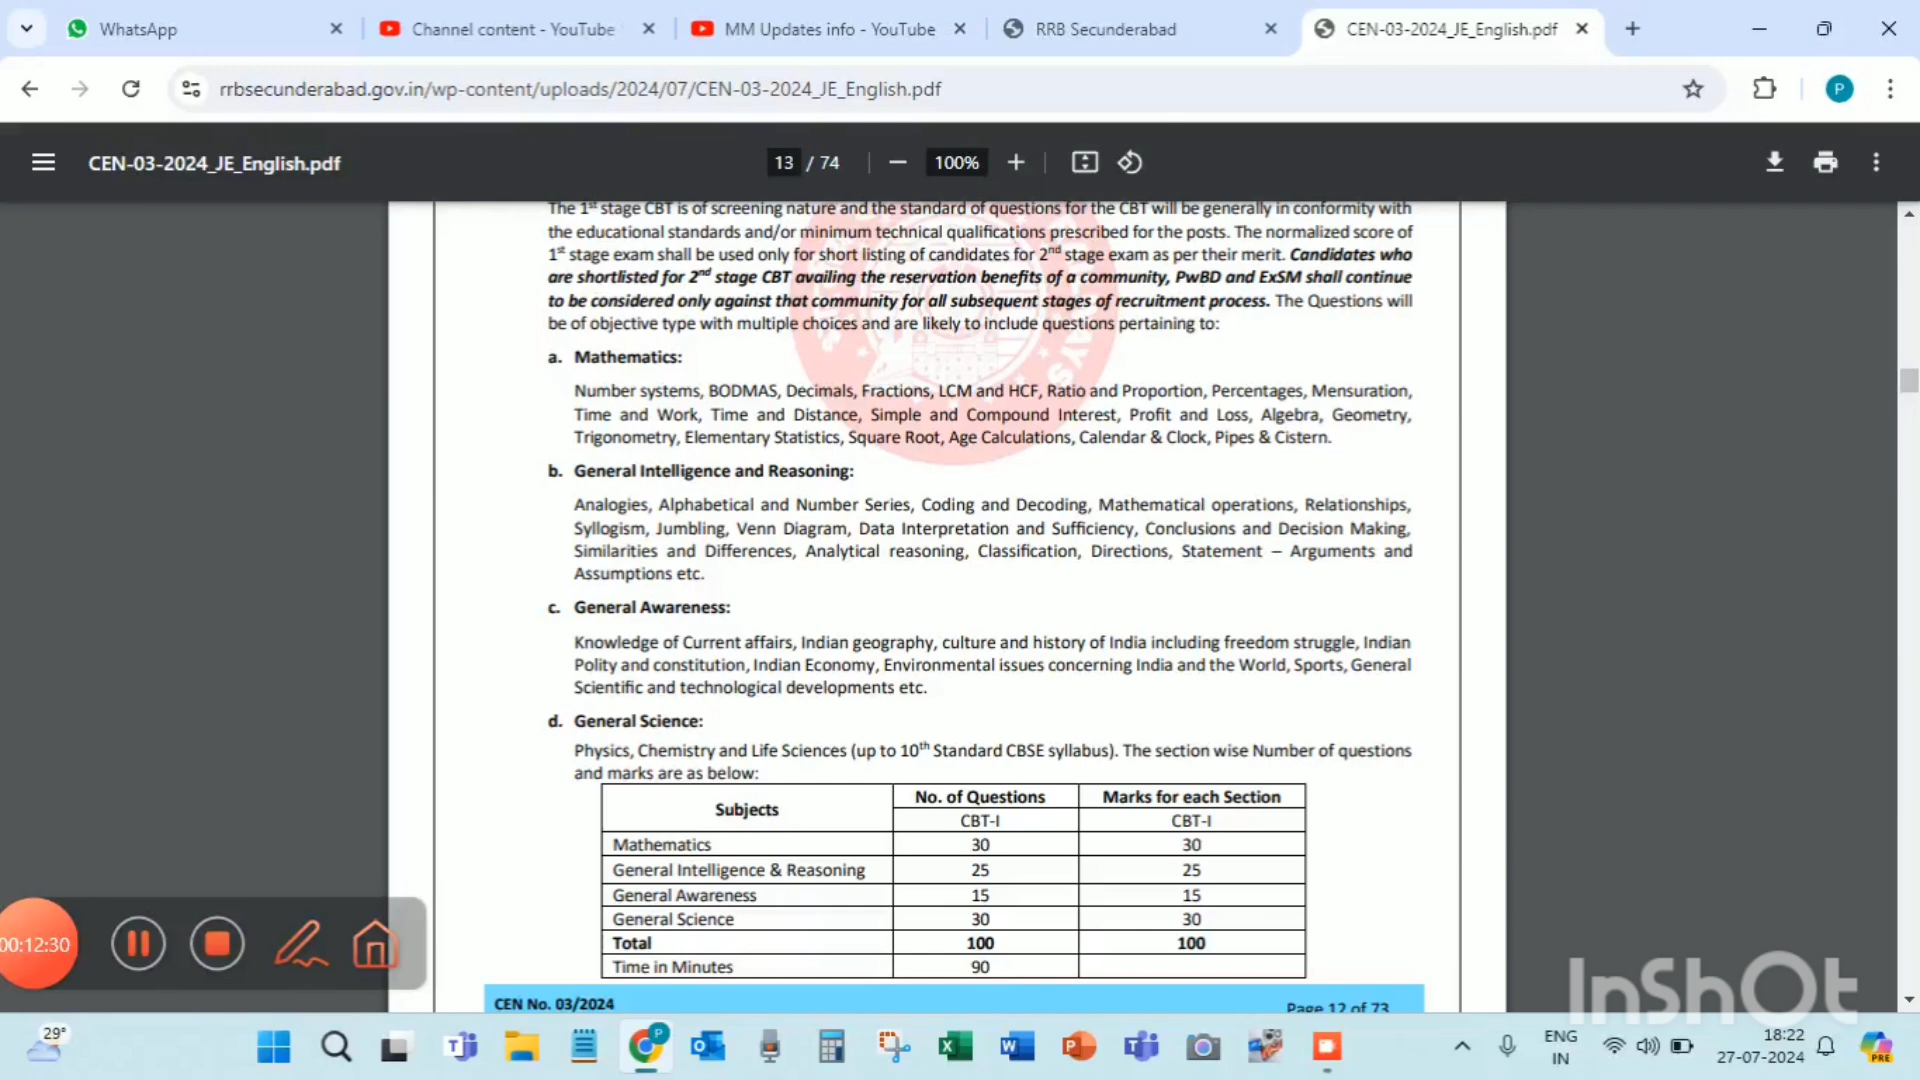 WhatsApp
Channel content - YouTube
MM Updates info - YouTube
RRB Secunderabad
CEN-03-2024_JE_English.pdf
rrbsecunderabad.gov.in/wp-content/uploads/2024/07/CEN-03-2024_JE_English.pdf
P
CEN-03-2024_JE_English.pdf
13 / 74
100%
The 1st stage CBT is of screening nature and the standard of questions for the CBT will be generally in conformity with
the educational standards and/or minimum technical qualifications prescribed for the posts. The normalized score of
1st stage exam shall be used only for short listing of candidates for 2nd stage exam as per their merit. Candidates who
are shortlisted for 2nd stage CBT availing the reservation benefits of a community, PwBD and ExSM shall continue
to be considered only against that community for all subsequent stages of recruitment process. The Questions will
be of objective type with multiple choices and are likely to include questions pertaining to:
a. Mathematics:
Number systems, BODMAS, Decimals, Fractions, LCM and HCF, Ratio and Proportion, Percentages, Mensuration,
Time and Work, Time and Distance, Simple and Compound Interest, Profit and Loss, Algebra, Geometry,
Trigonometry, Elementary Statistics, Square Root, Age Calculations, Calendar & Clock, Pipes & Cistern.
b. General Intelligence and Reasoning:
Analogies, Alphabetical and Number Series, Coding and Decoding, Mathematical operations, Relationships,
Syllogism, Jumbling, Venn Diagram, Data Interpretation and Sufficiency, Conclusions and Decision Making,
Similarities and Differences, Analytical reasoning, Classification, Directions, Statement – Arguments and
Assumptions etc.
c. General Awareness:
Knowledge of Current affairs, Indian geography, culture and history of India including freedom struggle, Indian
Polity and constitution, Indian Economy, Environmental issues concerning India and the World, Sports, General
Scientific and technological developments etc.
d. General Science:
Physics, Chemistry and Life Sciences (up to 10th Standard CBSE syllabus). The section wise Number of questions
and marks are as below:
Subjects No. of Questions Marks for each Section
CBT-I CBT-I
Mathematics 30 30
General Intelligence & Reasoning 25 25
General Awareness 15 15
General Science 30 30
Total 100 100
Time in Minutes 90
CEN No. 03/2024 Page 12 of 73
00:12:30
InShOt
29°
ENG
IN
18:22
27-07-2024
PRE